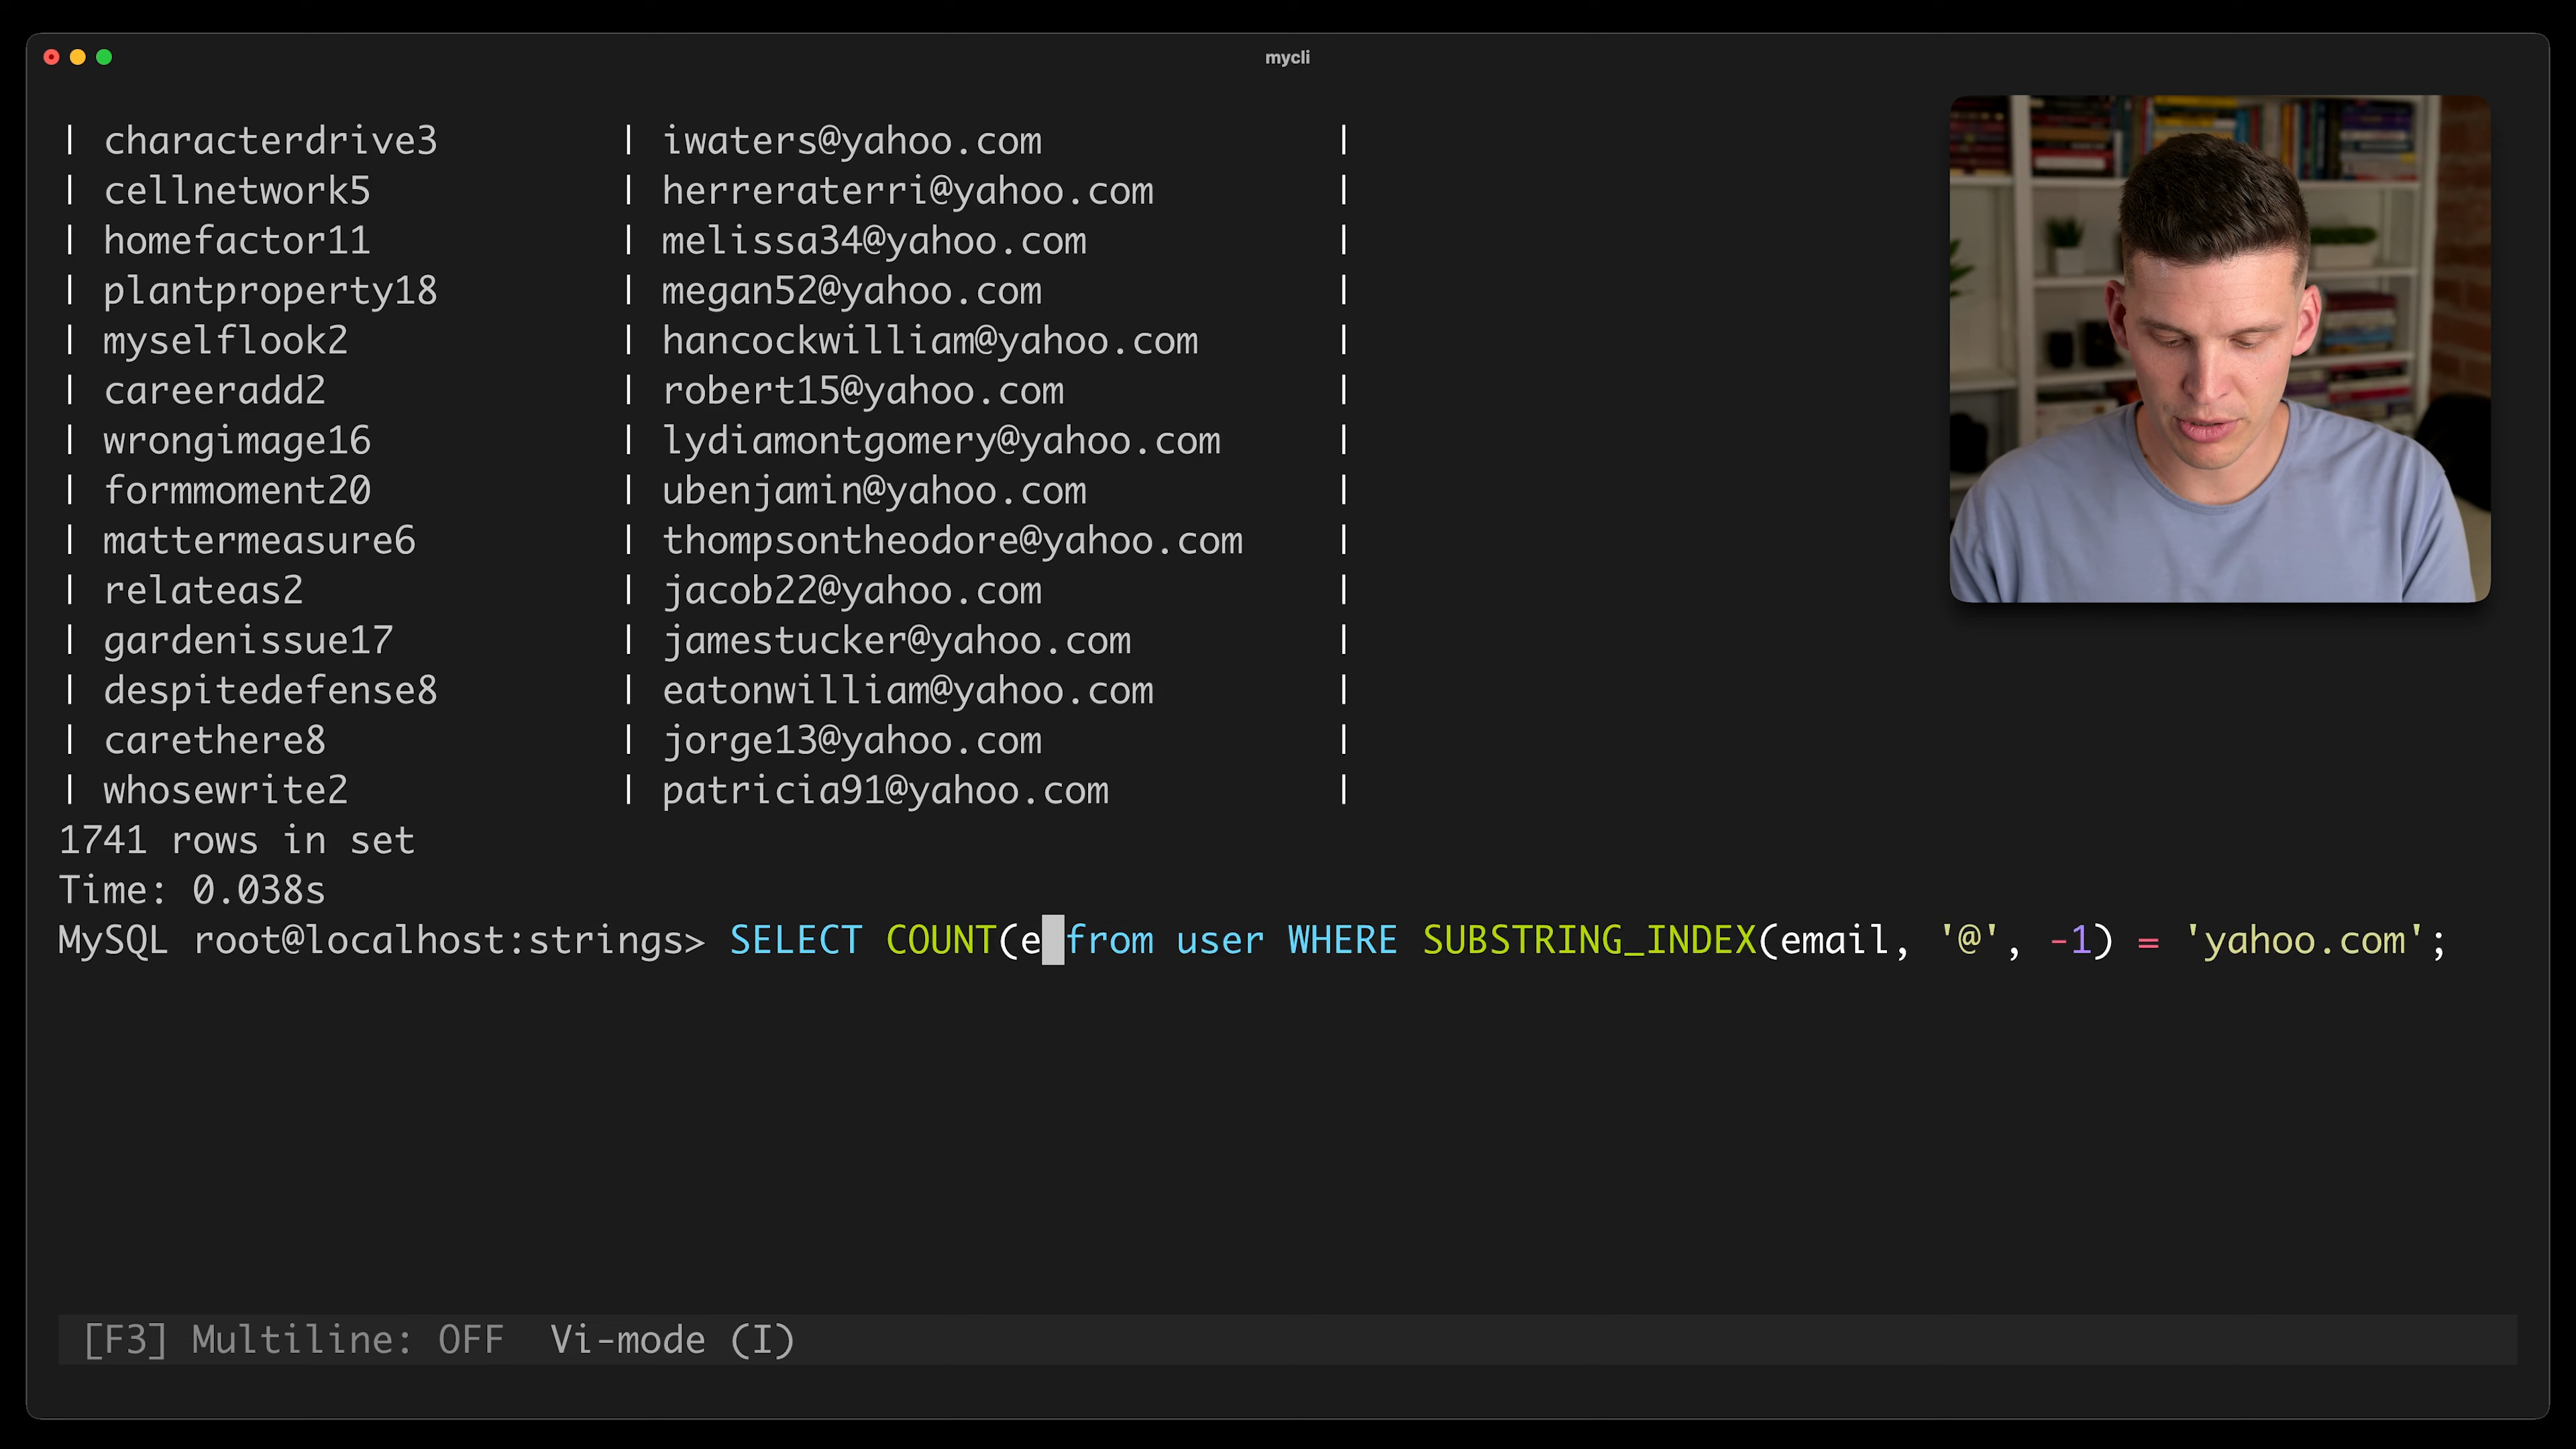 mycli
| characterdrive3 | iwaters@yahoo.com |
| cellnetwork5 | herreraterri@yahoo.com |
| homefactor11 | melissa34@yahoo.com |
| plantproperty18 | megan52@yahoo.com |
| myselflook2 | hancockwilliam@yahoo.com |
| careeradd2 | robert15@yahoo.com |
| wrongimage16 | lydiamontgomery@yahoo.com |
| formmoment20 | ubenjamin@yahoo.com |
| mattermeasure6 | thompsontheodore@yahoo.com |
| relateas2 | jacob22@yahoo.com |
| gardenissue17 | jamestucker@yahoo.com |
| despitedefense8 | eatonwilliam@yahoo.com |
| carethere8 | jorge13@yahoo.com |
| whosewrite2 | patricia91@yahoo.com |
1741 rows in set
Time: 0.038s
MySQL root@localhost:strings> SELECT COUNT(e from user WHERE SUBSTRING_INDEX(email, '@', -1) = 'yahoo.com';
[F3] Multiline: OFF Vi-mode (I)